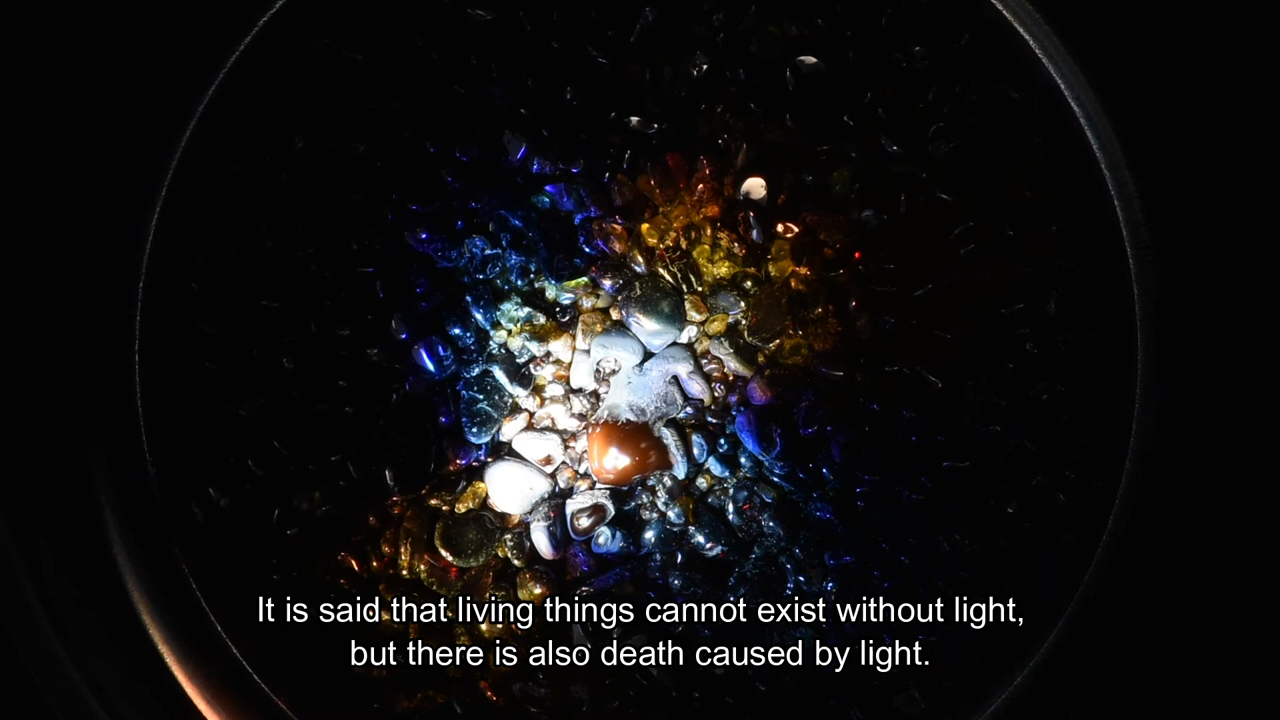 It is said that living things cannot exist without light,
but there is also death caused by light.